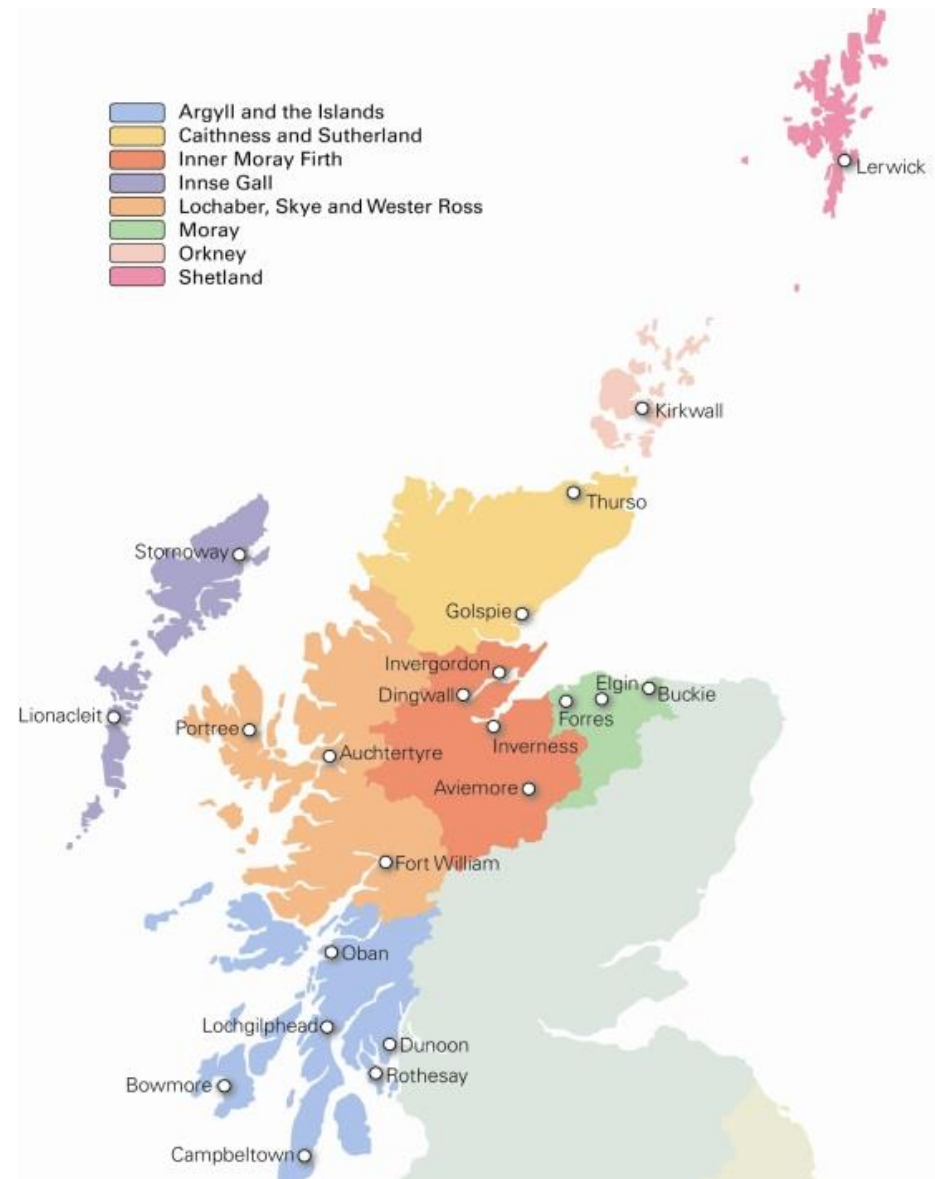 Argyll and the Islands
Caithness and Sutherland
Inner Moray Firth
Innse Gall
Lochaber, Skye and Wester Ross
Moray
Orkney
Shetland
Lerwick
Kirkwall
Thurso
Stornoway
Golspie
Invergordon
Dingwall
Elgin
Buckie
Lionacleit
Forres
Portree
Inverness
Auchtertyre
Aviemore
Fort William
Oban
Lochgilphead
Dunoon
Rothesay
Bowmore
Campbeltown